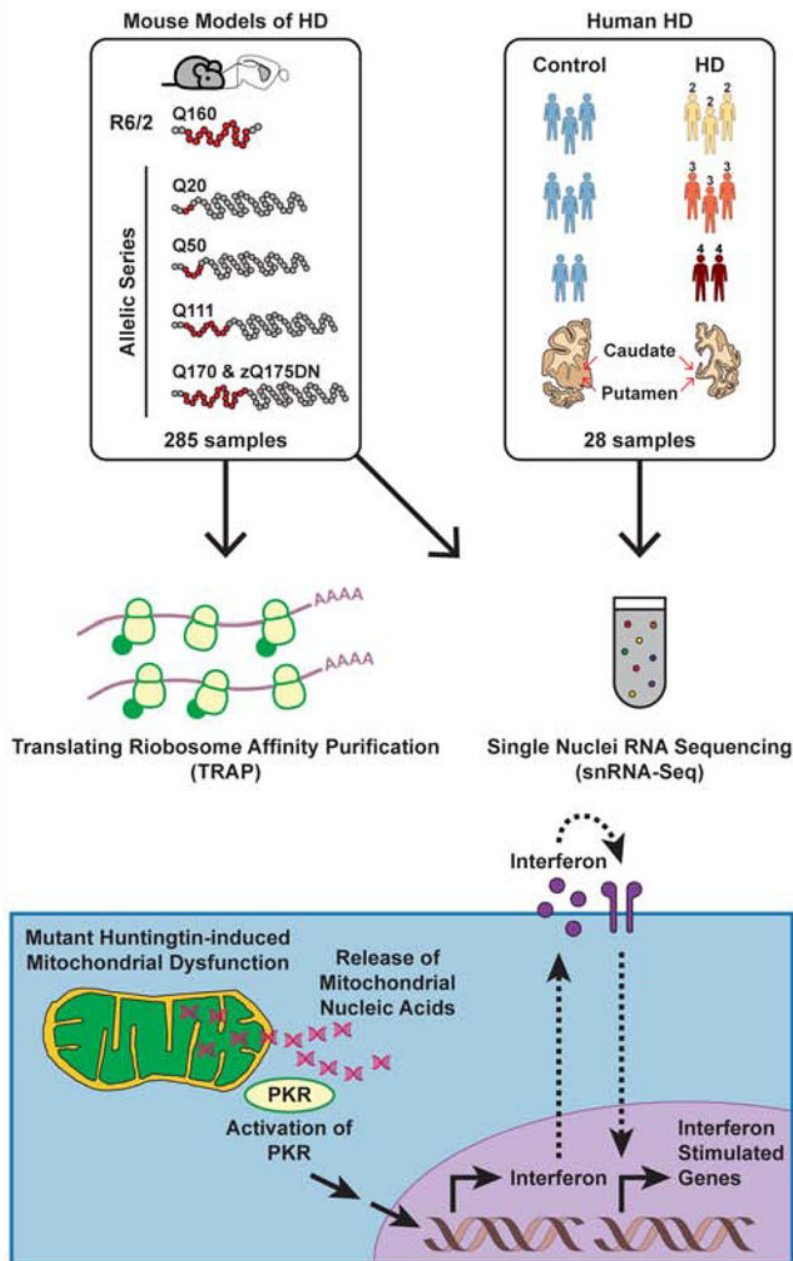 Mouse Models of HD
R6/2
Q160
Allelic Series
Q20
Q50
Q111
Q170 & zQ175DN
285 samples
Human HD
Control
HD
2 2 2
3 3 3
4 4
Caudate
Putamen
28 samples
AAAA
AAAA
Translating Riobosome Affinity Purification
(TRAP)
Single Nuclei RNA Sequencing
(snRNA-Seq)
Interferon
Mutant Huntingtin-induced
Mitochondrial Dysfunction
Release of
Mitochondrial
Nucleic Acids
PKR
Activation of
PKR
Interferon
Interferon
Stimulated
Genes